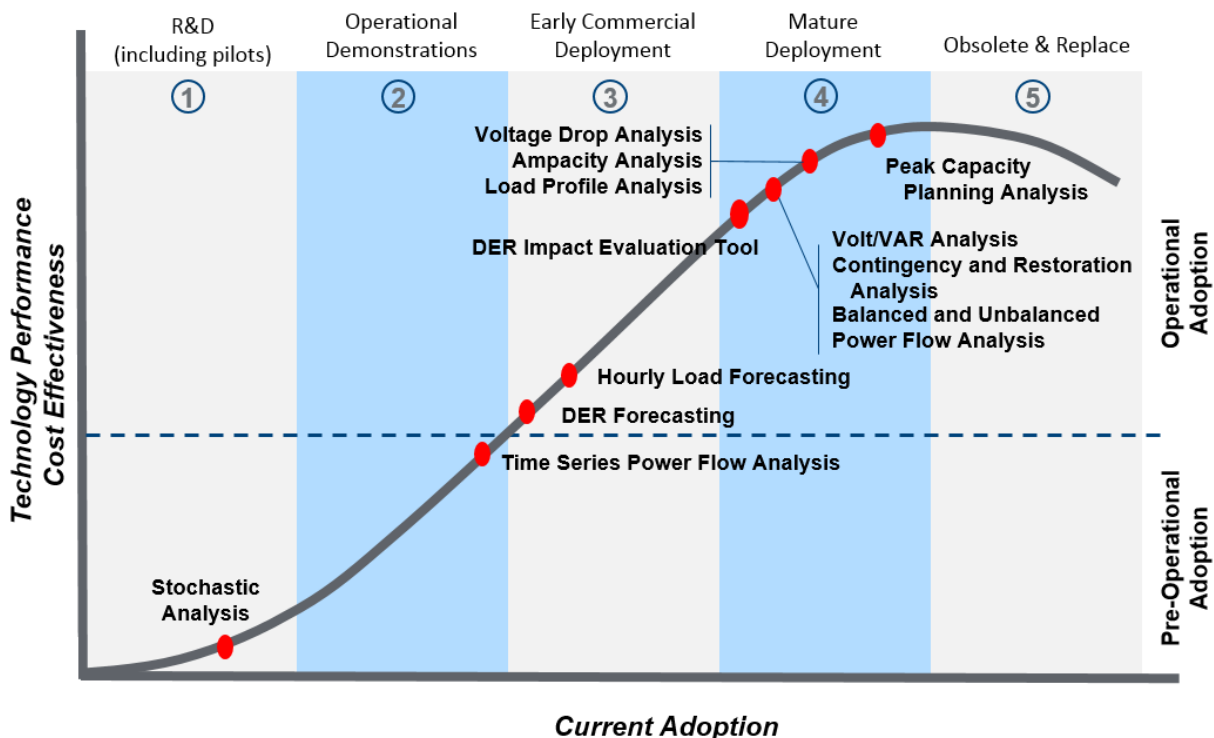 R&D
(including pilots)
Operational
Demonstrations
Early Commercial
Deployment
Mature
Deployment
Obsolete & Replace
1
2
3
4
5
Voltage Drop Analysis
Ampacity Analysis
Load Profile Analysis
Peak Capacity
Planning Analysis
DER Impact Evaluation Tool
Volt/VAR Analysis
Contingency and Restoration
Analysis
Balanced and Unbalanced
Power Flow Analysis
Hourly Load Forecasting
DER Forecasting
Time Series Power Flow Analysis
Stochastic
Analysis
Technology Performance
Cost Effectiveness
Operational
Adoption
Pre-Operational
Adoption
Current Adoption